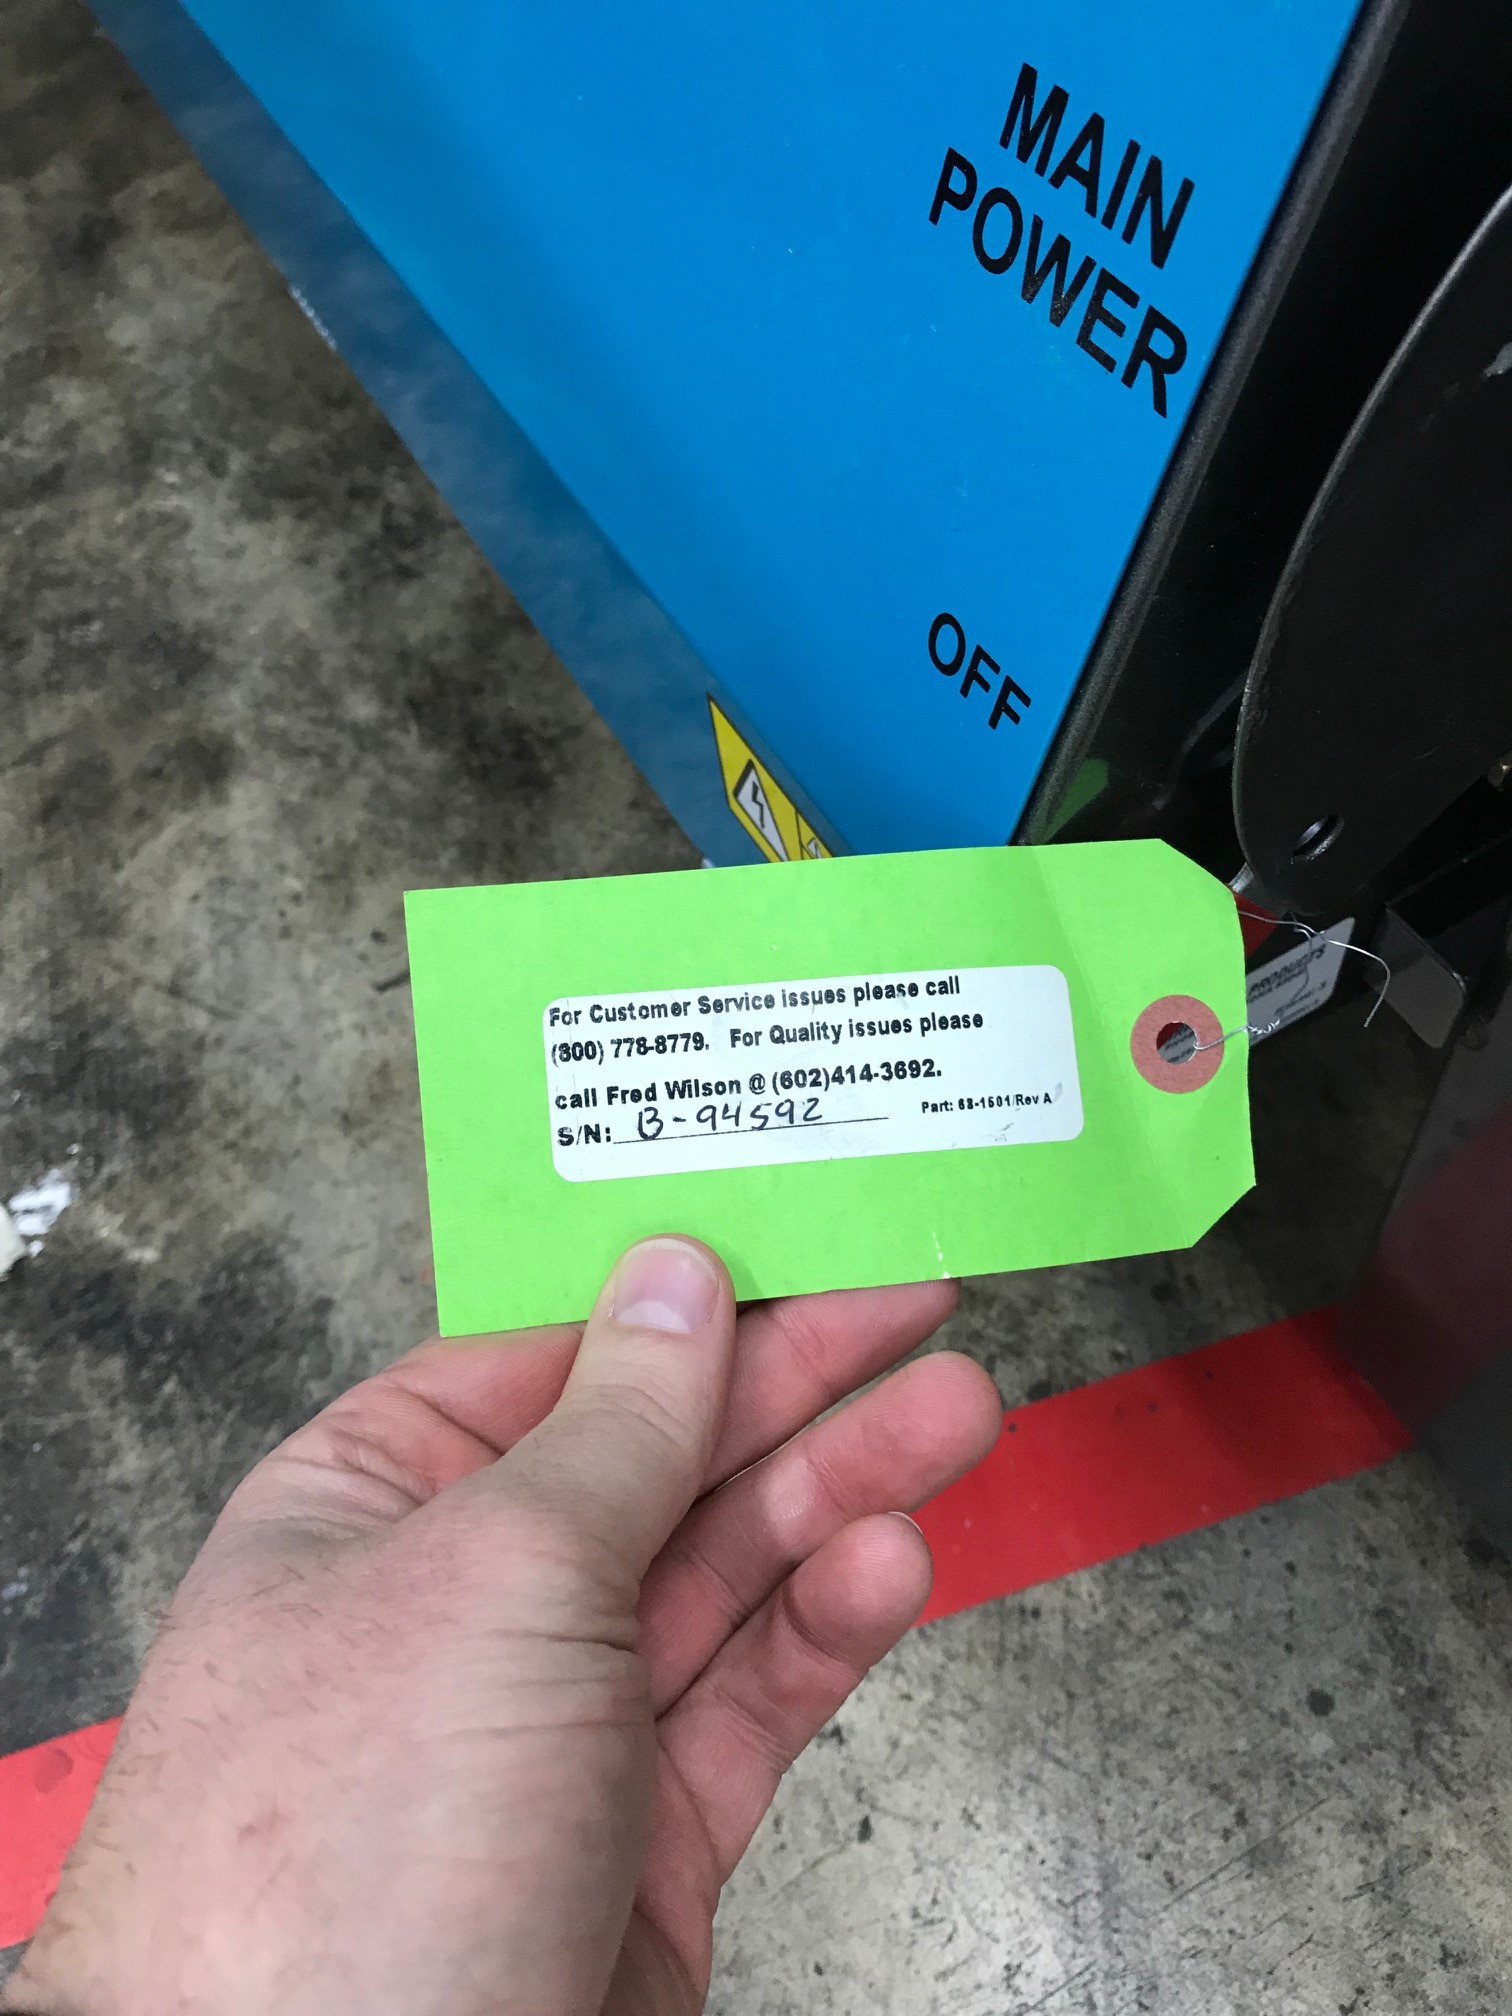 MAIN
POWER
OFF
For Customer Service issues please call
(800) 778-8779. For Quality issues please
call Fred Wilson @ (602)414-3692.
S/N: B-94592 Part: 68-1501/Rev A
PRODUCTS